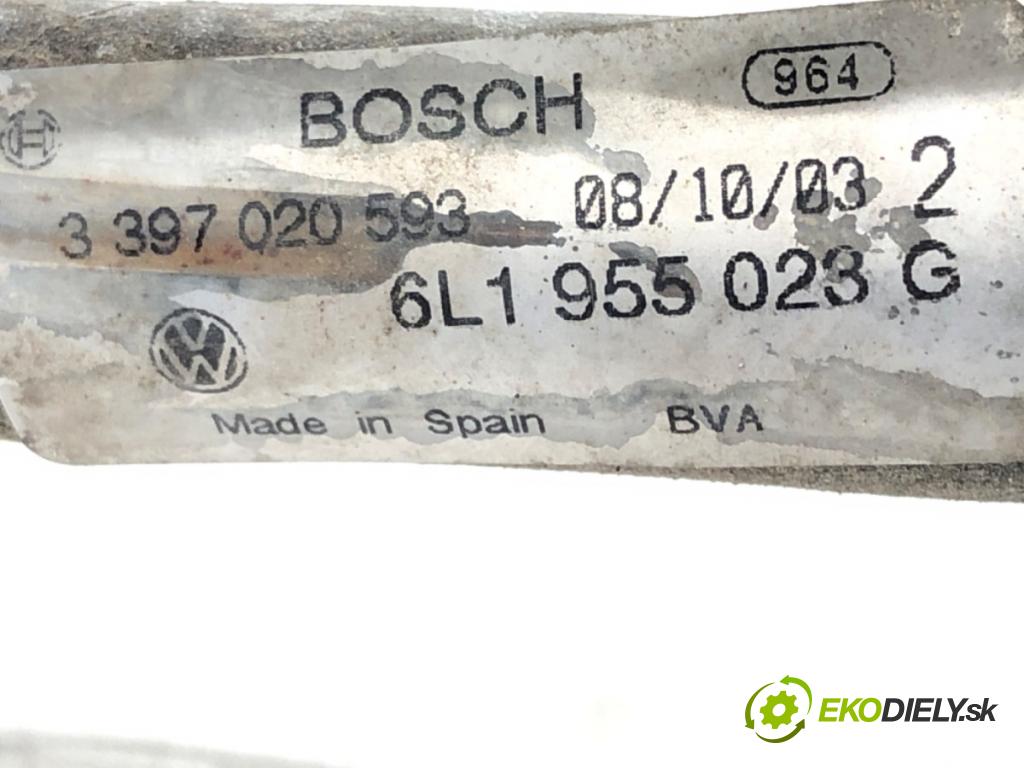 964
BOSCH
08/10/03 2
3 397 020 593
6L1 955 023 G
Made in Spain BVA
EKODIELY.sk